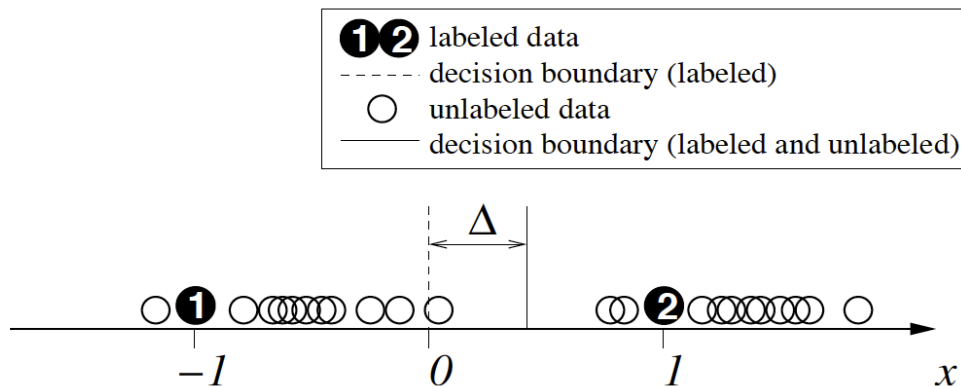 1 2 labeled data
decision boundary (labeled)
unlabeled data
decision boundary (labeled and unlabeled)
Δ
1 2
−1 0 1 x